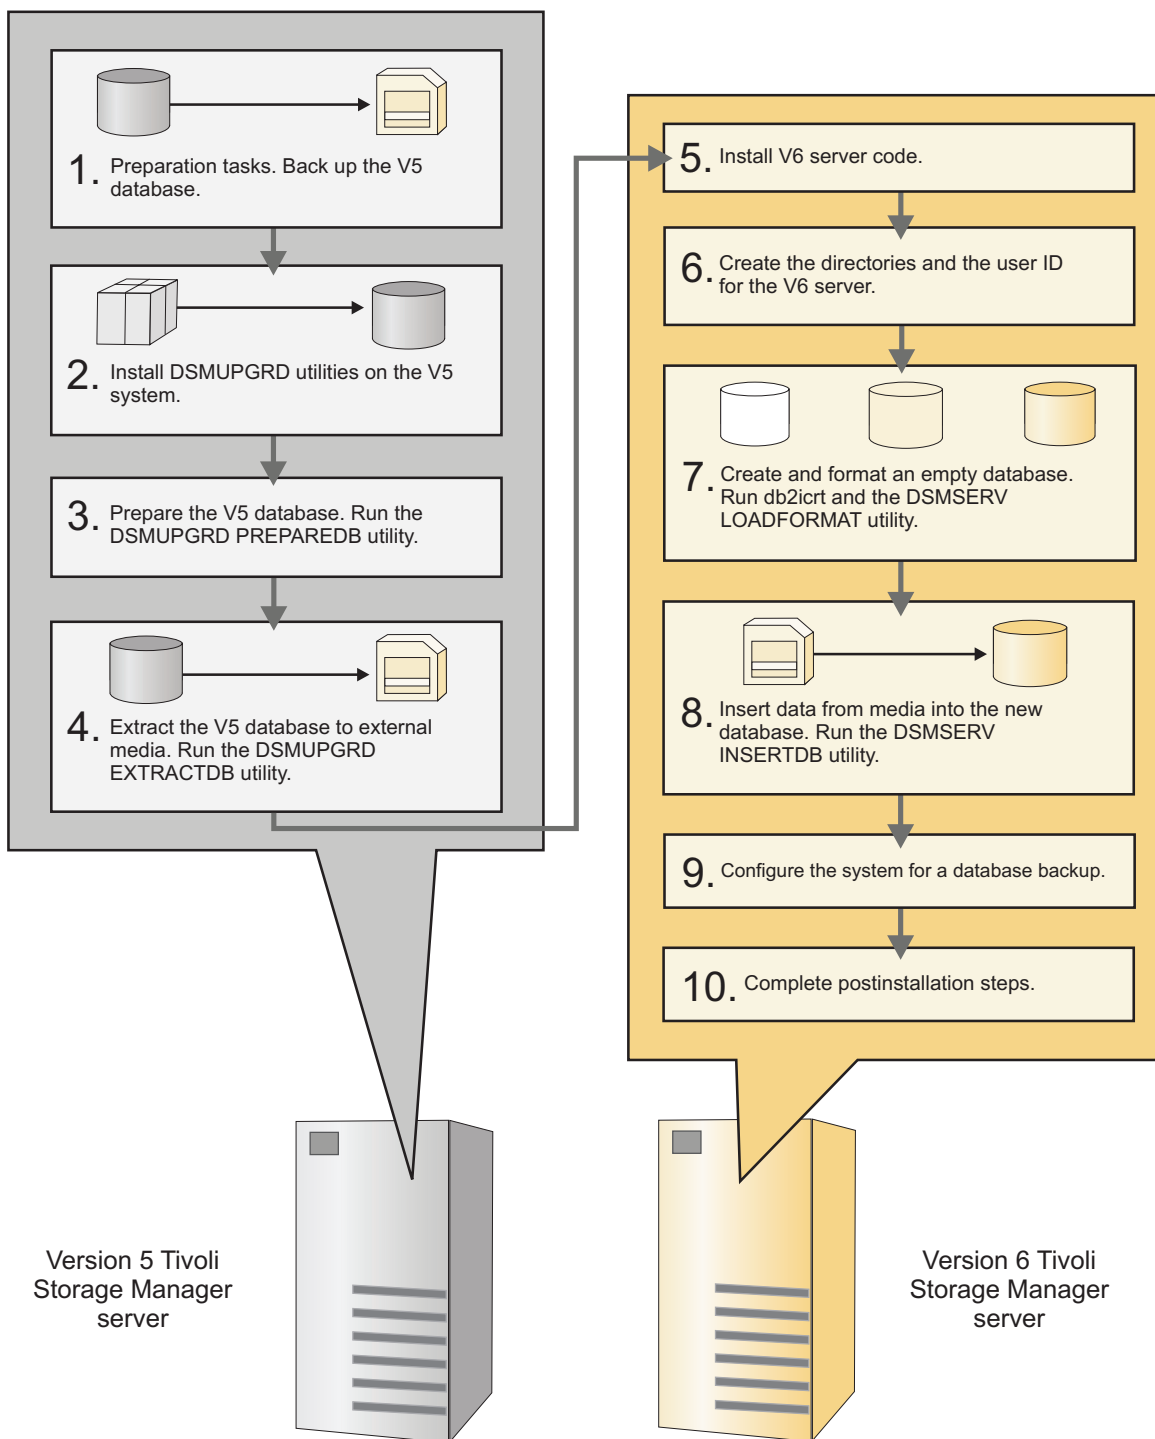 1. Preparation tasks. Back up the V5
database.
2. Install DSMUPGRD utilities on the V5
system.
3. Prepare the V5 database. Run the
DSMUPGRD PREPAREDB utility.
4. Extract the V5 database to external
media. Run the DSMUPGRD
EXTRACTDB utility.
5. Install V6 server code.
6. Create the directories and the user ID
for the V6 server.
7. Create and format an empty database.
Run db2icrt and the DSMSERV
LOADFORMAT utility.
8. Insert data from media into the new
database. Run the DSMSERV
INSERTDB utility.
9. Configure the system for a database backup.
10. Complete postinstallation steps.
Version 5 Tivoli
Storage Manager
server
Version 6 Tivoli
Storage Manager
server